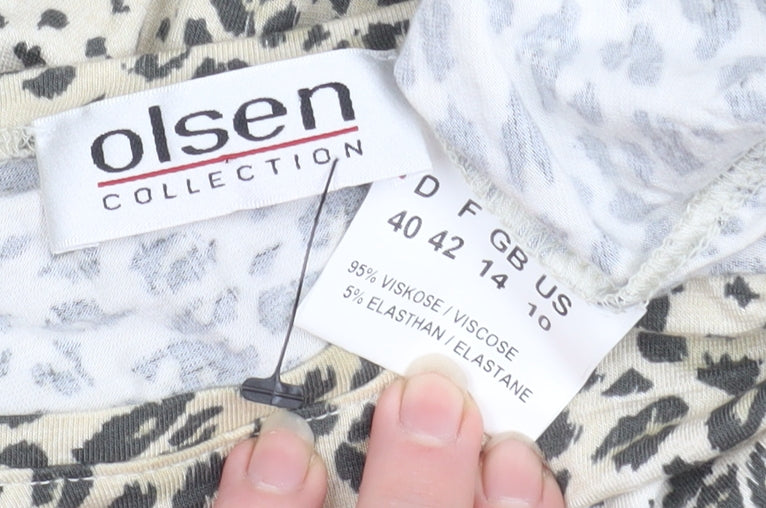 olsen
COLLECTION
D F GB US
40 42 14 10
95% VISKOSE / VISCOSE
5% ELASTHAN / ELASTANE